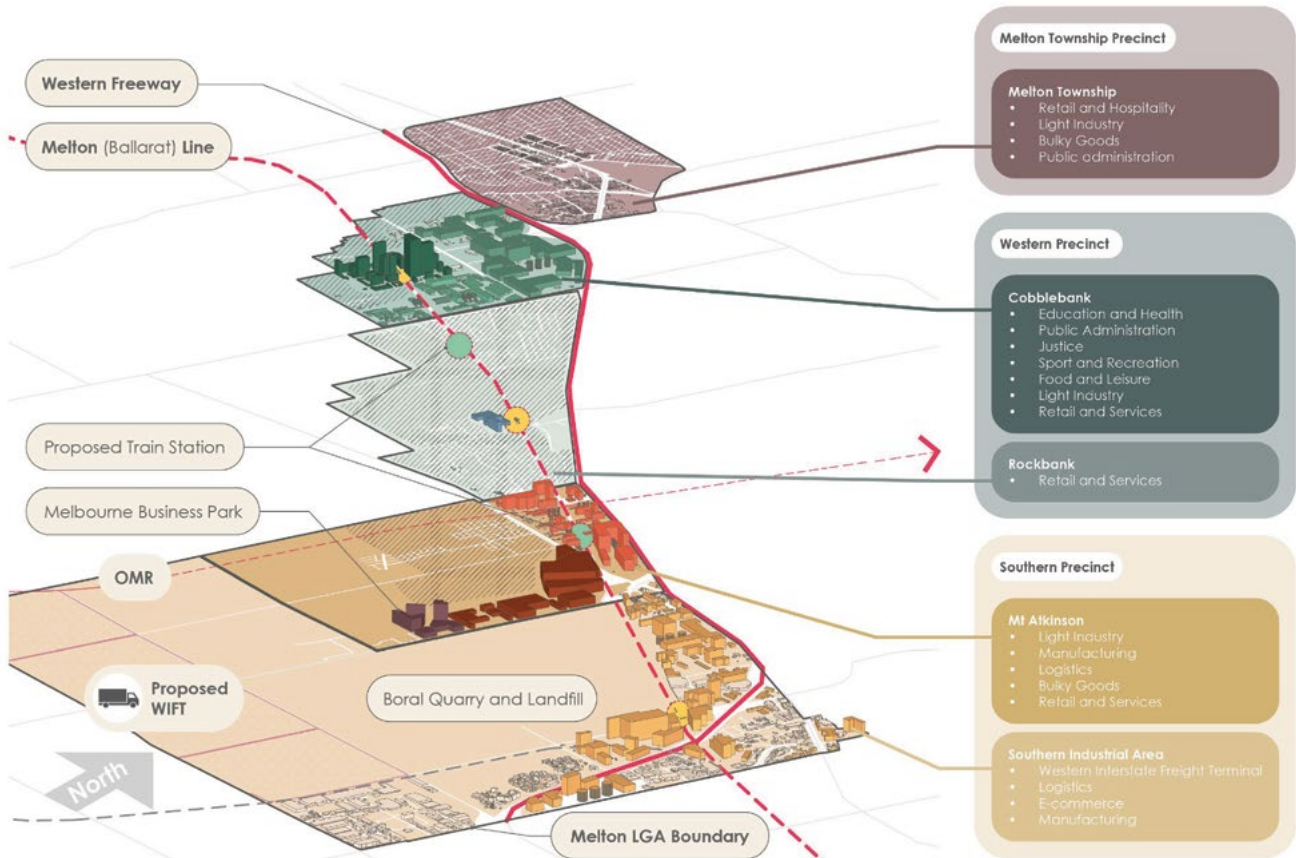 Western Freeway
Melton (Ballarat) Line
Proposed Train Station
Melbourne Business Park
OMR
Proposed
WIFT
Boral Quarry and Landfill
North
Melton LGA Boundary
Melton Township Precinct
Melton Township
• Retail and Hospitality
• Light Industry
• Bulky Goods
• Public administration
Western Precinct
Cobblebank
• Education and Health
• Public Administration
• Justice
• Sport and Recreation
• Food and Leisure
• Light Industry
• Retail and Services
Rockbank
• Retail and Services
Southern Precinct
Mt Atkinson
• Light Industry
• Manufacturing
• Logistics
• Bulky Goods
• Retail and Services
Southern Industrial Area
• Western Interstate Freight Terminal
• Logistics
• E-commerce
• Manufacturing